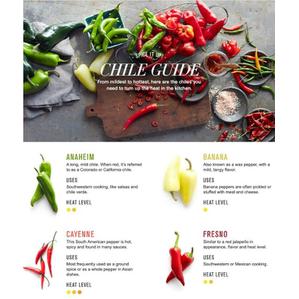 CHILE GUIDE
From mildest to hottest, here are the chiles you
need to turn up the heat in the kitchen.
ANAHEIM
A long, mild chile. When red, it's referred
to as a Colorado or California chile.
USES
Southwestern cooking, like salsas and
chile verde.
HEAT LEVEL
BANANA
Also known as a wax pepper, with a
mild, tangy flavor.
USES
Banana peppers are often pickled or
stuffed with meat and cheese.
HEAT LEVEL
CAYENNE
This South American pepper is hot,
spicy and found in many sauces.
USES
Most frequently used as a ground
spice or as a whole pepper in Asian
dishes.
HEAT LEVEL
FRESNO
Similar to a red jalapeño in
appearance, flavor and heat level.
USES
Southwestern or Mexican cooking.
HEAT LEVEL